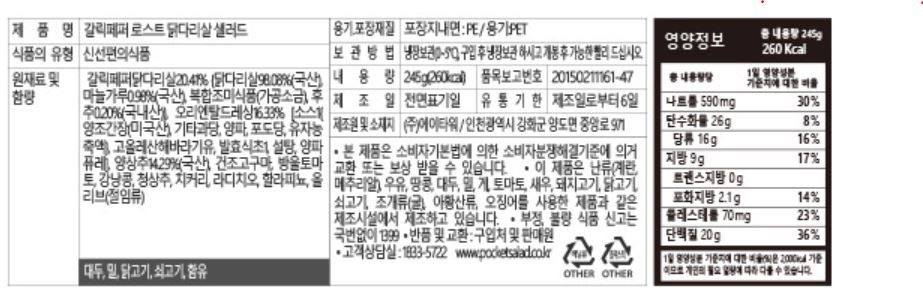 제 품 명 갈릭페퍼 로스트 닭다리살 샐러드
식품의 유형 신선편의식품
원재료 및 함량
갈릭페퍼닭다리살20.41% (닭다리살98.08%(국산),
마늘가루0.98%(국산), 복합조미식품(가공소금), 후
추0.20%(국내산)), 오리엔탈드레싱16.33% [소스1(
양조간장(미국산), 기타과당, 양파, 포도당, 유자농
축액), 고올레산해바라기유, 발효식초1, 설탕, 양파
퓨레), 양상추14.29%(국산), 건조고구마, 방울토마
토, 강낭콩, 청상추, 치커리, 라디치오, 할라피뇨, 올
리브(절임류)
대두, 밀, 닭고기, 쇠고기, 함유
용기.포장재질 포장지내면 : PE / 용기:PET
보 관 방 법 냉장보관(0~5℃), 구입 후 냉장보관 하시고 개봉 후 가능한 빨리 드십시오.
내 용 량 245g(260kcal) 품목보고번호 20150211161-47
제 조 일 전면표기일 유 통 기 한 제조일로부터 6일
제조원 및 소재지 (주)에이타워 / 인천광역시 강화군 양도면 중앙로 971
• 본 제품은 소비자기본법에 의한 소비자분쟁해결기준에 의거
교환 또는 보상 받을 수 있습니다. • 이 제품은 난류(계란,
메추리알), 우유, 땅콩, 대두, 밀, 게, 토마토, 새우, 돼지고기, 닭고기,
쇠고기, 조개류(굴), 아황산류, 오징어를 사용한 제품과 같은
제조시설에서 제조하고 있습니다. • 부정, 불량 식품 신고는
국번없이 1399 • 반품 및 교환 : 구입처 및 판매원
• 고객상담실 : 1833-5722 www.pocketsalad.co.kr
OTHER OTHER
영양정보 총 내용량 245g
260 Kcal
총 내용량당 1일 영양성분 기준치에 대한 비율
나트륨 590mg 30%
탄수화물 26g 8%
당류 16g 16%
지방 9g 17%
트랜스지방 0g
포화지방 2.1g 14%
콜레스테롤 70mg 23%
단백질 20g 36%
1일 영양성분 기준치에 대한 비율(%)은 2,000kcal 기준
이므로 개인의 필요 열량에 따라 다를 수 있습니다.